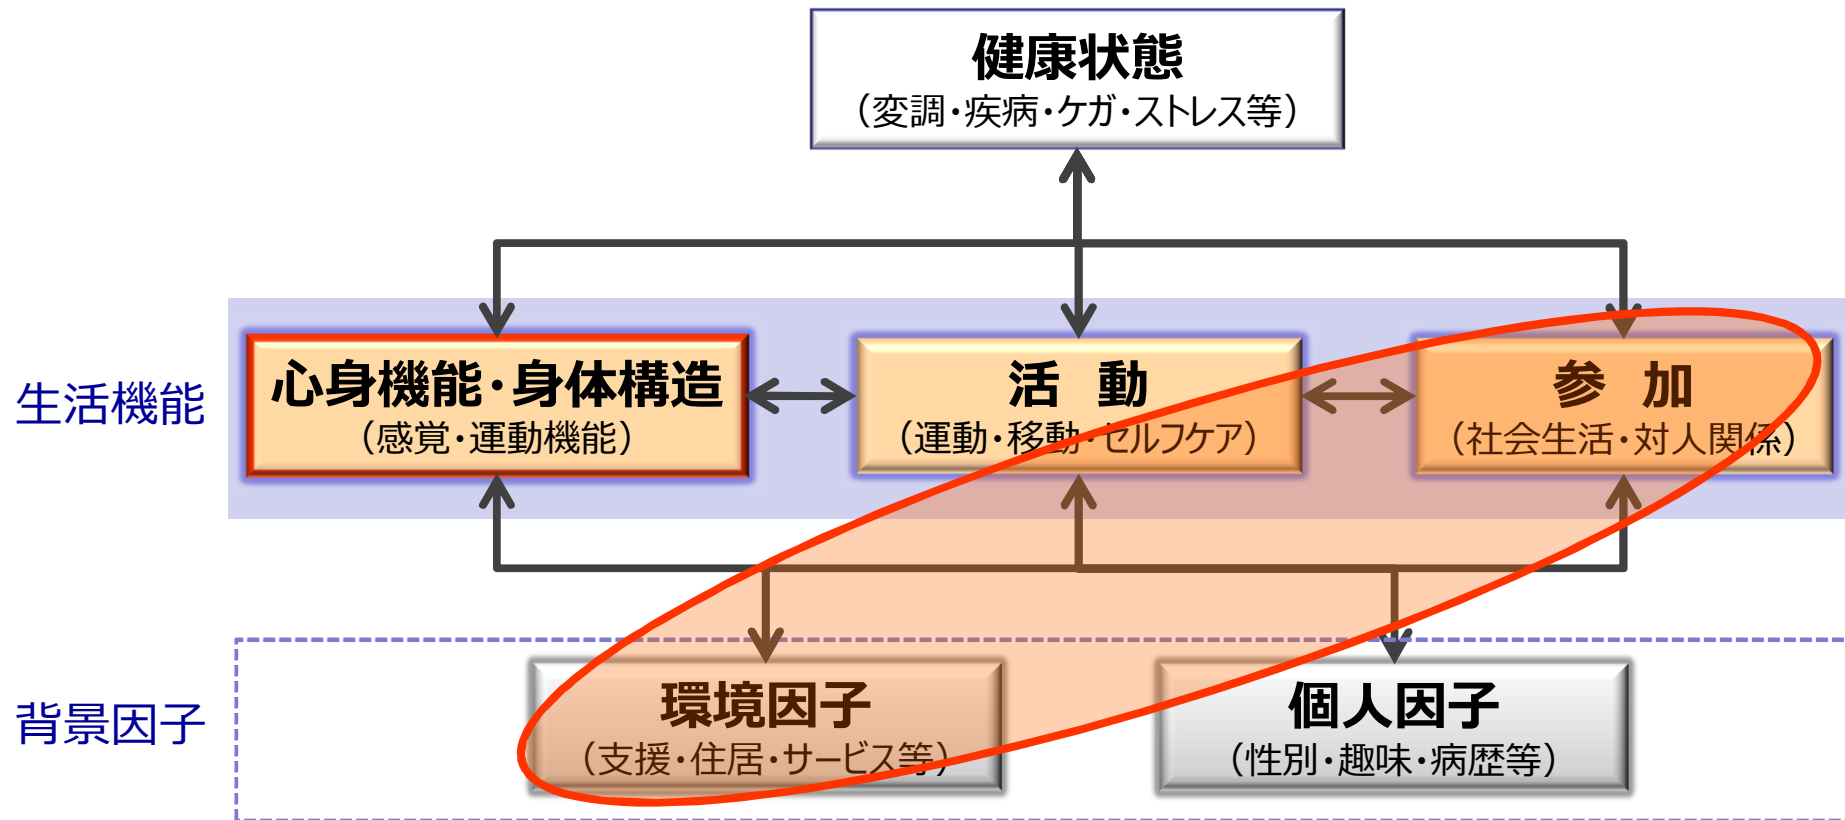 健康状態
（変調・疾病・ケガ・ストレス等）
生活機能
心身機能・身体構造
（感覚・運動機能）
活　動
（運動・移動・セルフケア）
参　加
（社会生活・対人関係）
背景因子
環境因子
（支援・住居・サービス等）
個人因子
（性別・趣味・病歴等）